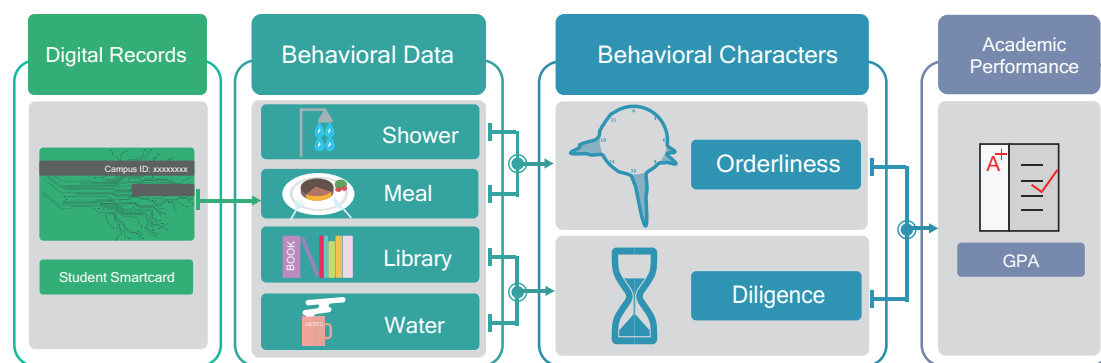 Digital Records
Behavioral Data
Behavioral Characters
Academic
Performance
Campus ID: xxxxxxxx
Student Smartcard
Shower
Meal
BOOK
Library
Water
Orderliness
Diligence
A+
GPA